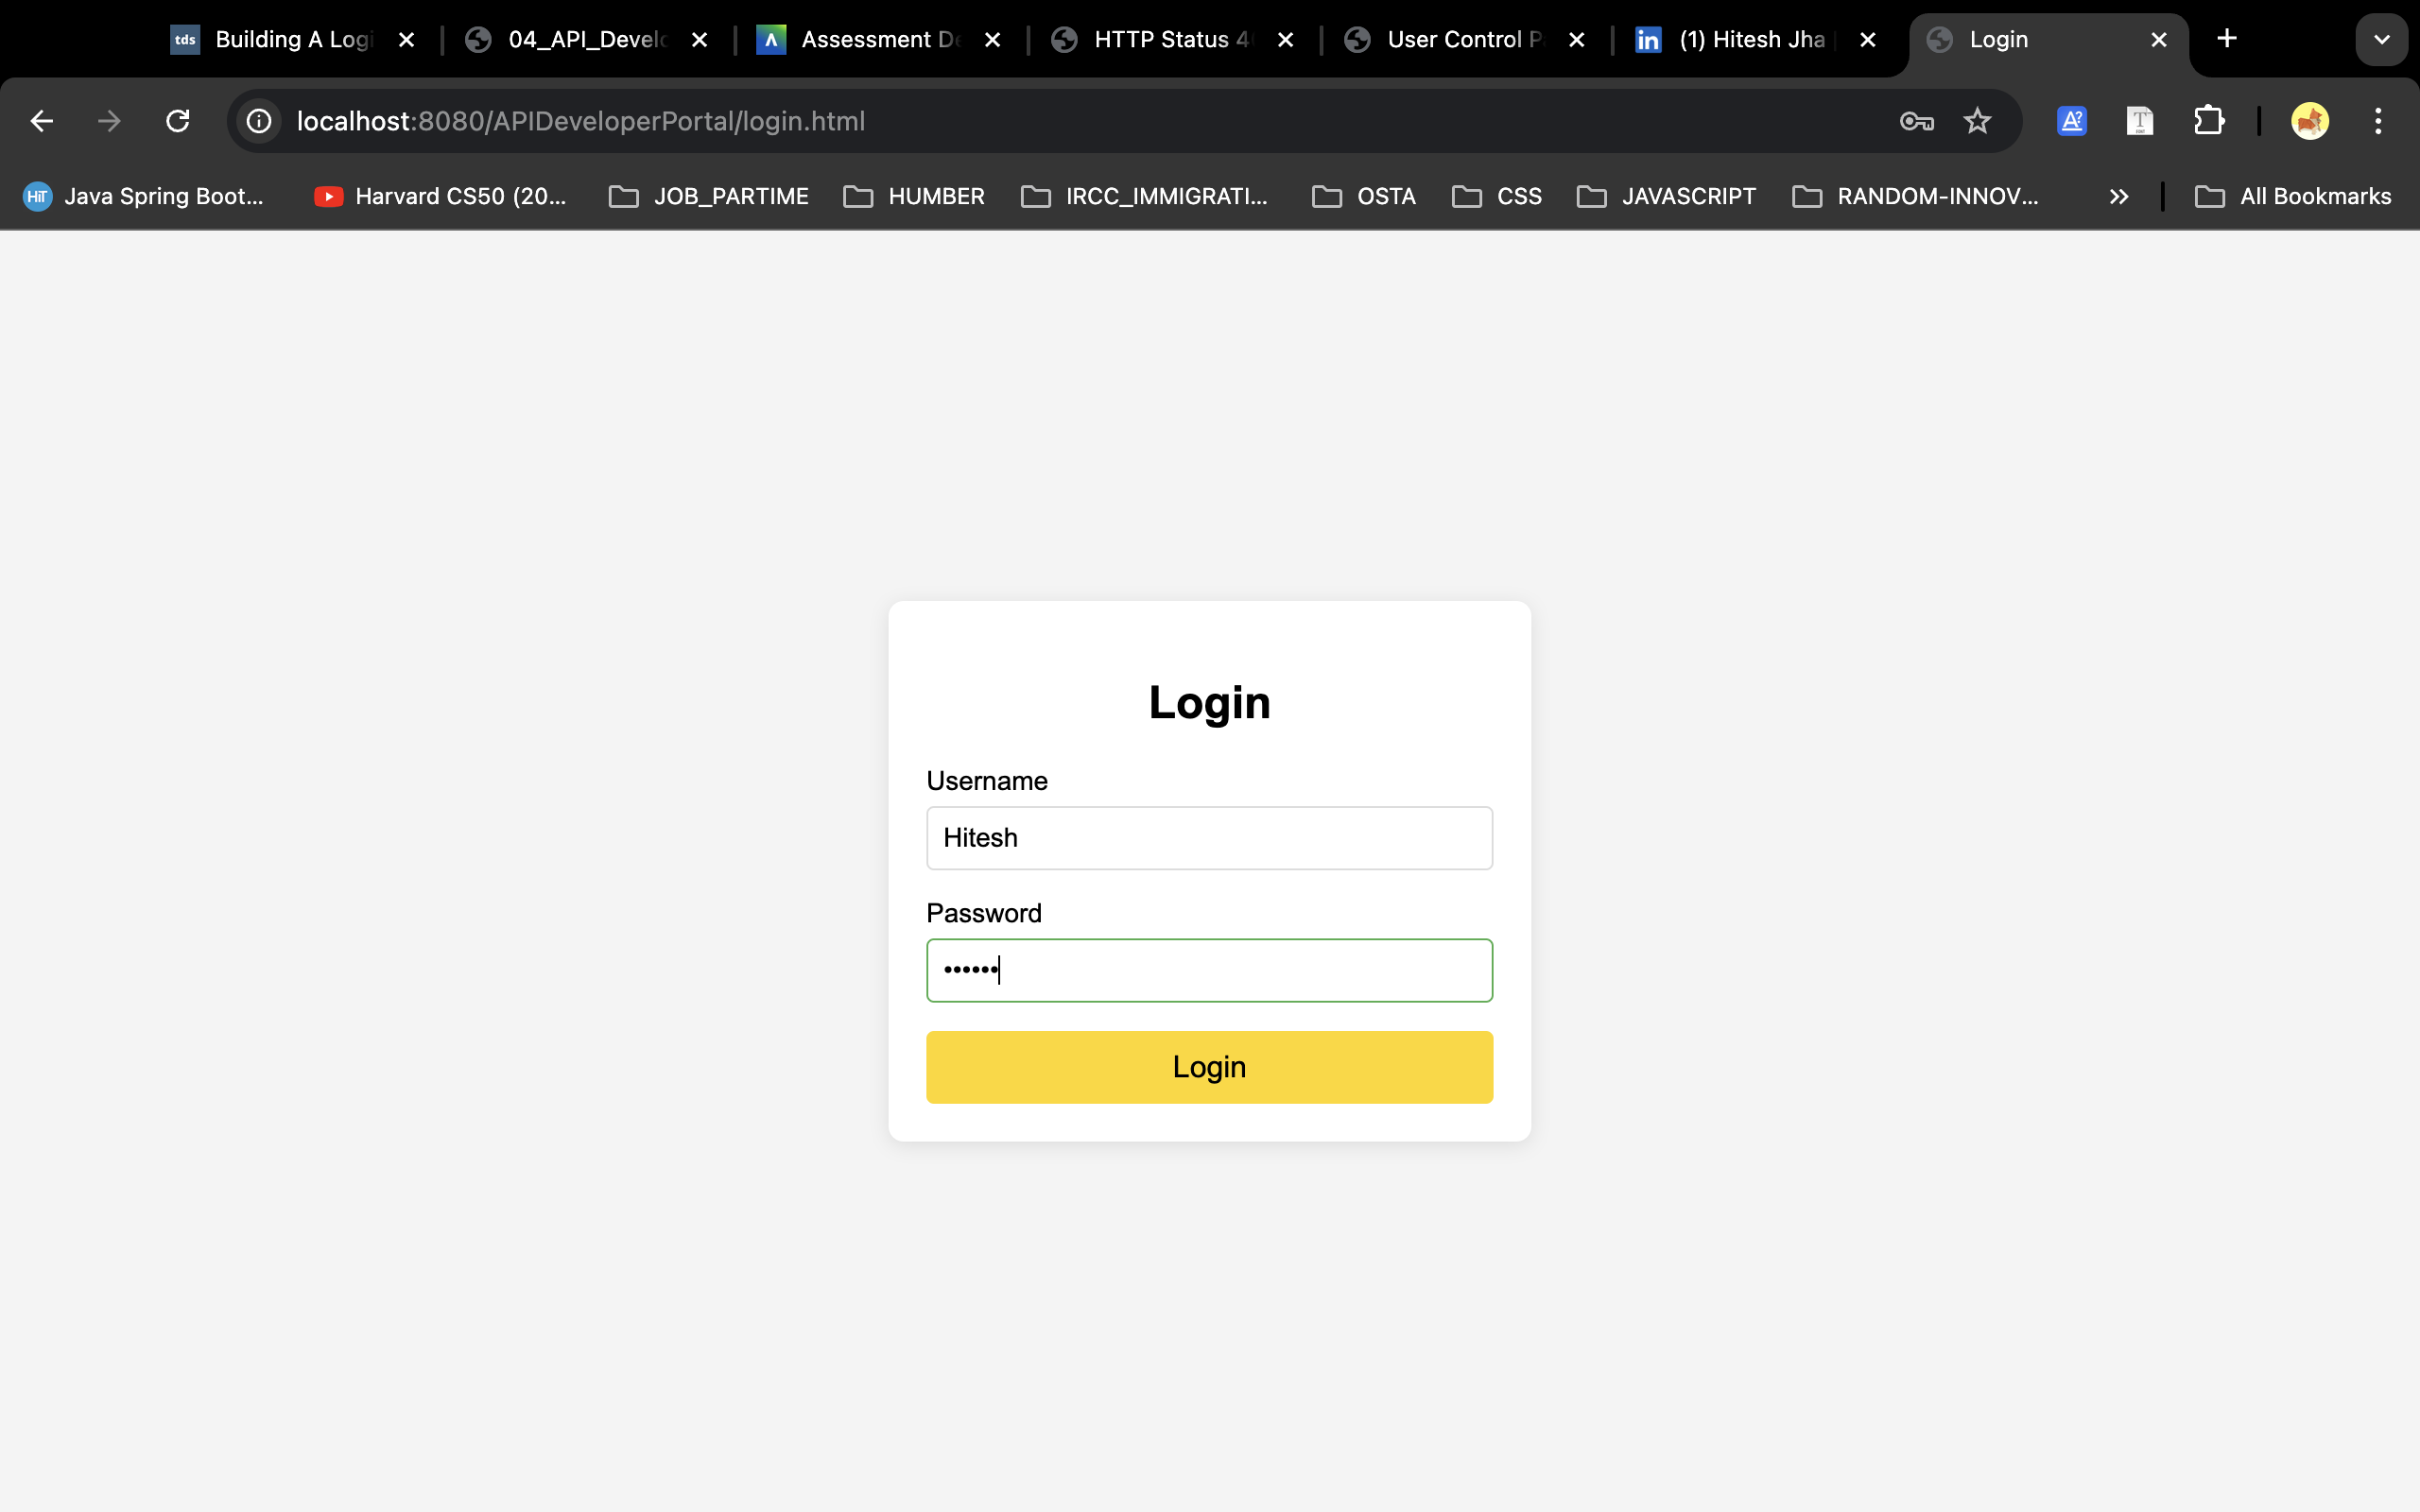 tds Building A Logi 04_API_Develo Assessment De HTTP Status 4 User Control P in (1) Hitesh Jha Login
localhost:8080/APIDeveloperPortal/login.html
HiT Java Spring Boot... Harvard CS50 (20... JOB_PARTIME HUMBER IRCC_IMMIGRATI... OSTA CSS JAVASCRIPT RANDOM-INNOV... All Bookmarks
Login
Username
Hitesh
Password
••••••
Login